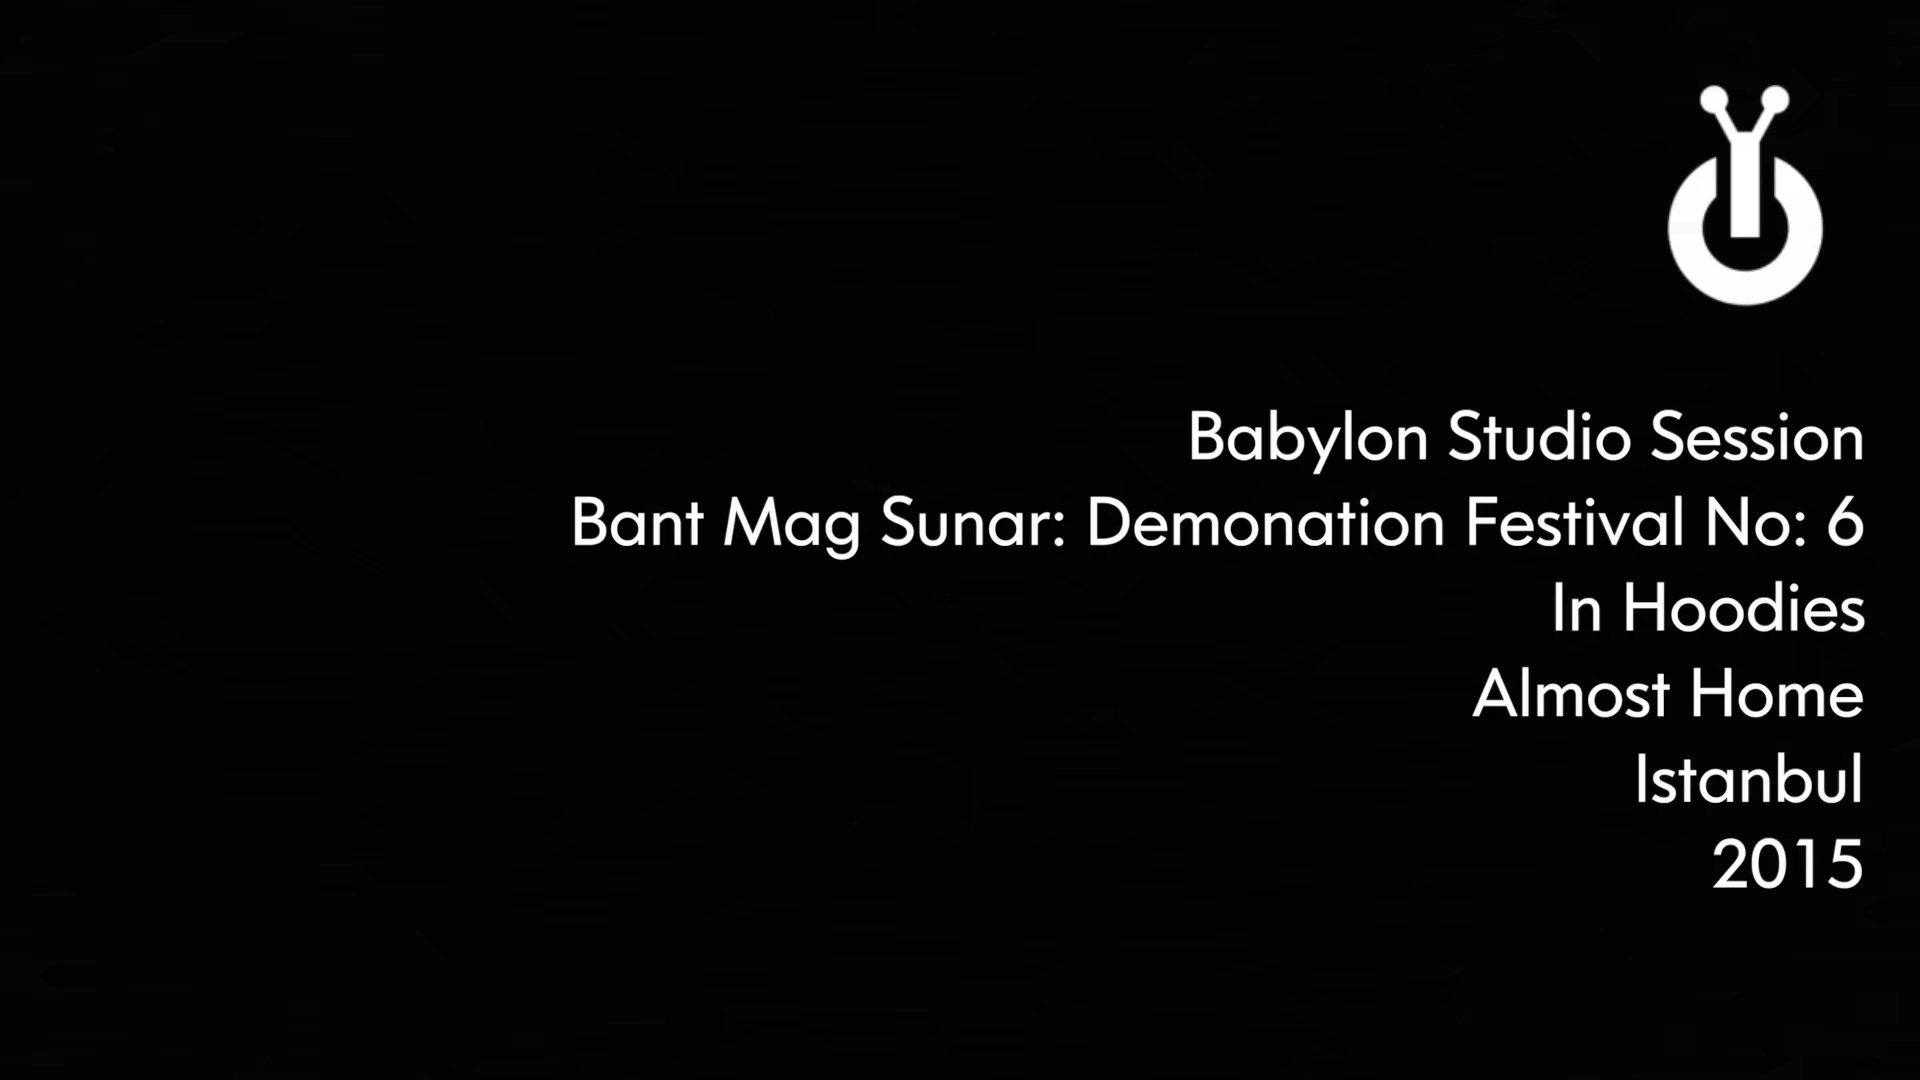 Babylon Studio Session
Bant Mag Sunar: Demonation Festival No: 6
In Hoodies
Almost Home
Istanbul
2015